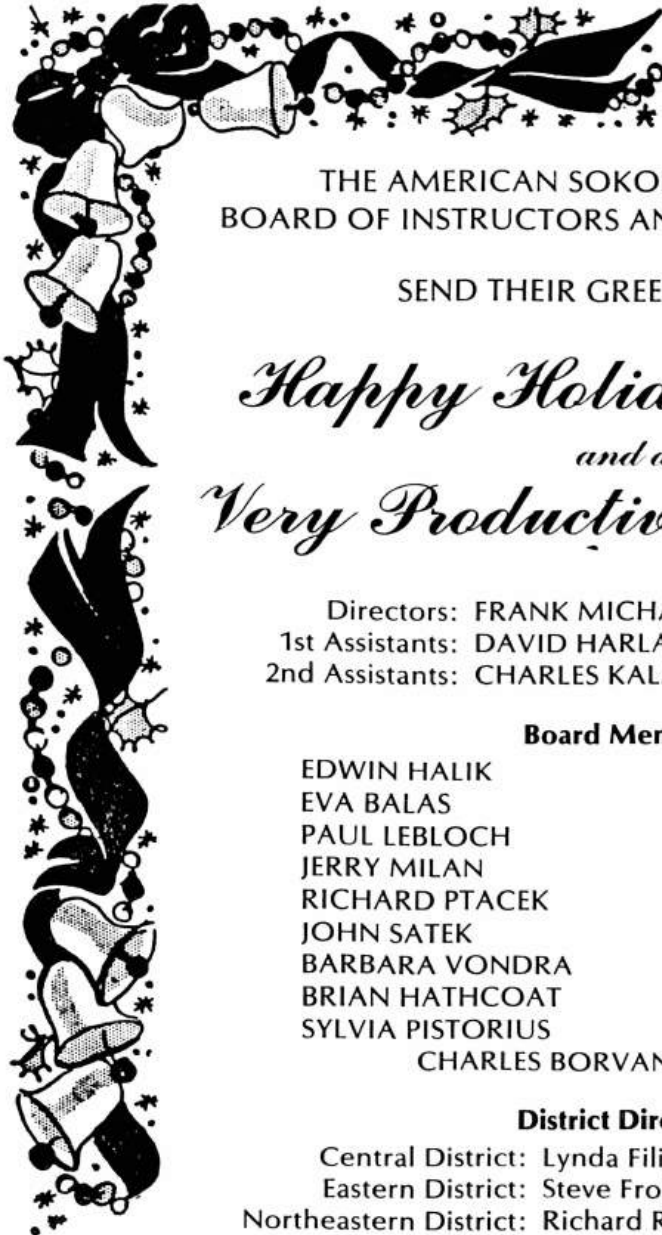 THE AMERICAN SOKO
BOARD OF INSTRUCTORS AN
SEND THEIR GREE
Happy Holid
and a
Very Productiv
Directors: FRANK MICHA
1st Assistants: DAVID HARLA
2nd Assistants: CHARLES KAL
Board Mem
EDWIN HALIK
EVA BALAS
PAUL LEBLOCH
JERRY MILAN
RICHARD PTACEK
JOHN SATEK
BARBARA VONDRA
BRIAN HATHCOAT
SYLVIA PISTORIUS
CHARLES BORVAN
District Dire
Central District: Lynda Fili
Eastern District: Steve Fro
Northeastern District: Richard R